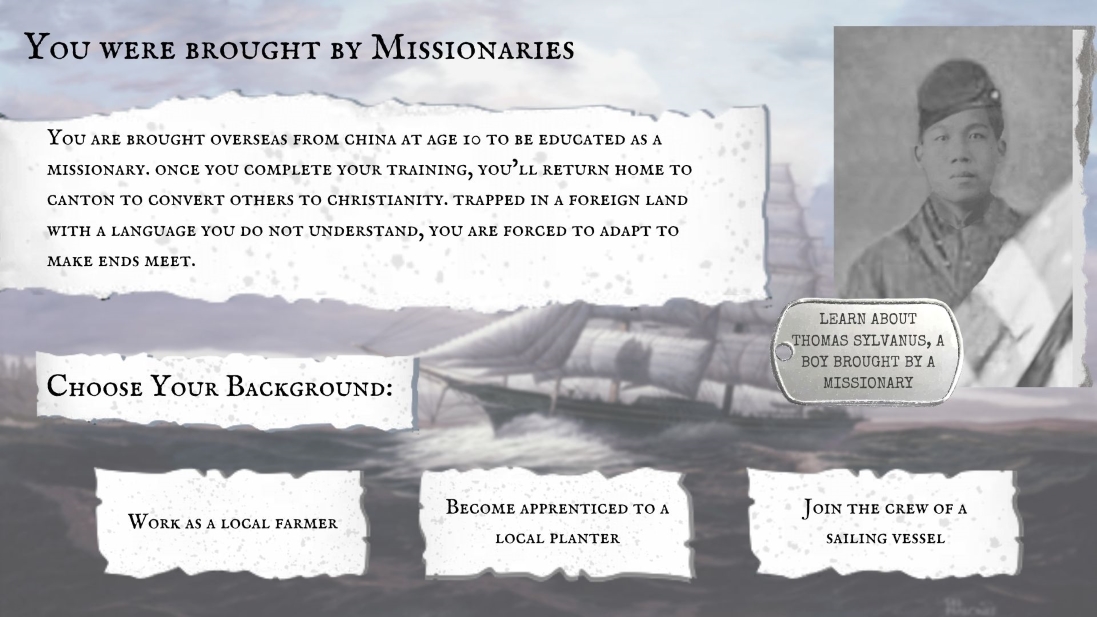 You were brought by Missionaries
You are brought overseas from China at age 10 to be educated as a
missionary. once you complete your training, you'll return home to
canton to convert others to christianity. trapped in a foreign land
with a language you do not understand, you are forced to adapt to
make ends meet.
LEARN ABOUT
THOMAS SYLVANUS, A
BOY BROUGHT BY A
MISSIONARY
Choose Your Background:
Work as a local farmer
Become apprenticed to a
local planter
Join the crew of a
sailing vessel